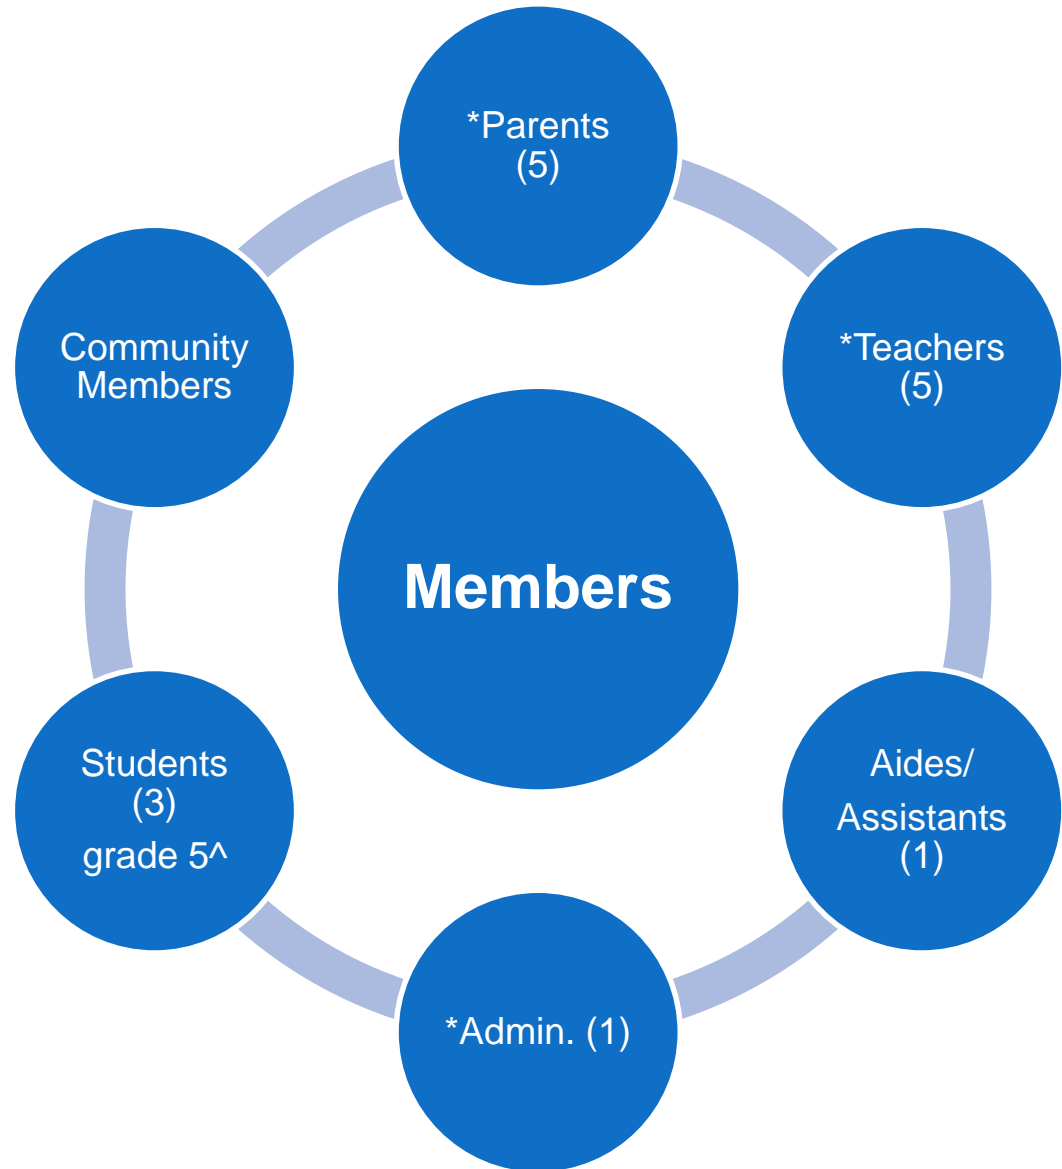 *Parents
(5)
*Teachers
(5)
Aides/
Assistants
(1)
*Admin. (1)
Students
(3)
grade 5^
Community
Members
Members